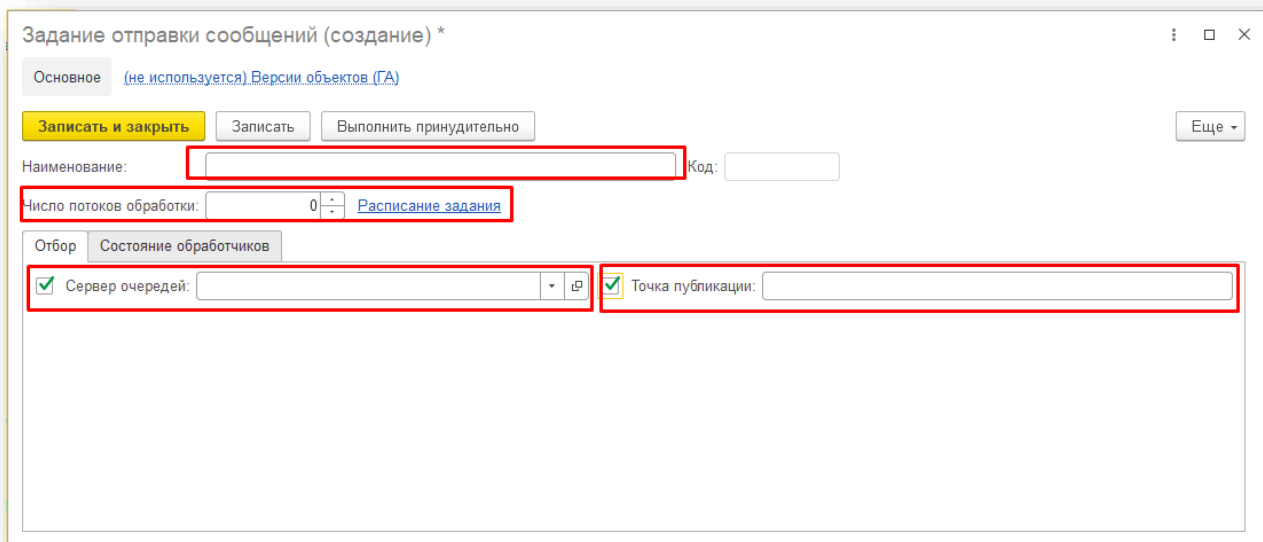 Задание отправки сообщений (создание) *
Основное (не используется) Версии объектов (ГА)
Записать и закрыть Записать Выполнить принудительно Еще
Наименование: Код:
Число потоков обработки: 0 Расписание задания
Отбор Состояние обработчиков
Сервер очередей: Точка публикации: